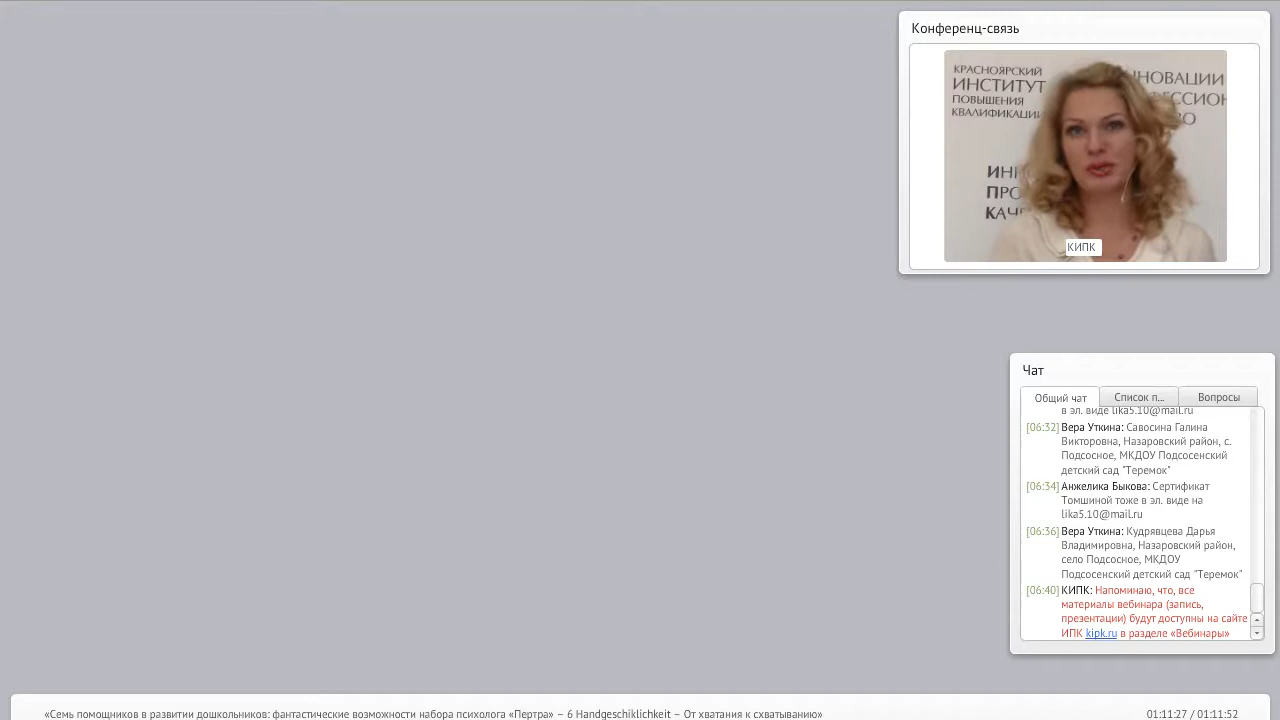 Конференц-связь
КРАСНОЯРСКИЙ
ИНСТИТУТ
ПОВЫШЕНИЯ
КВАЛИФИКАЦИИ
КИПК
Чат
Общий чат
Список п...
Вопросы
в эл. виде lika5.10@mail.ru
[06:32] Вера Уткина: Савосина Галина
Викторовна, Назаровский район, с.
Подсосное, МКДОУ Подсосенский
детский сад "Теремок"
[06:34] Анжелика Быкова: Сертификат
Томшиной тоже в эл. виде на
lika5.10@mail.ru
[06:36] Вера Уткина: Кудрявцева Дарья
Владимировна, Назаровский район,
село Подсосное, МКДОУ
Подсосенский детский сад "Теремок"
[06:40] КИПК: Напоминаю, что, все
материалы вебинара (запись,
презентации) будут доступны на сайте
ИПК kipk.ru в разделе «Вебинары»
«Семь помощников в развитии дошкольников: фантастические возможности набора психолога «Пертра» – 6 Handgeschiklichkeit – От хватания к схватыванию»
01:11:27 / 01:11:52